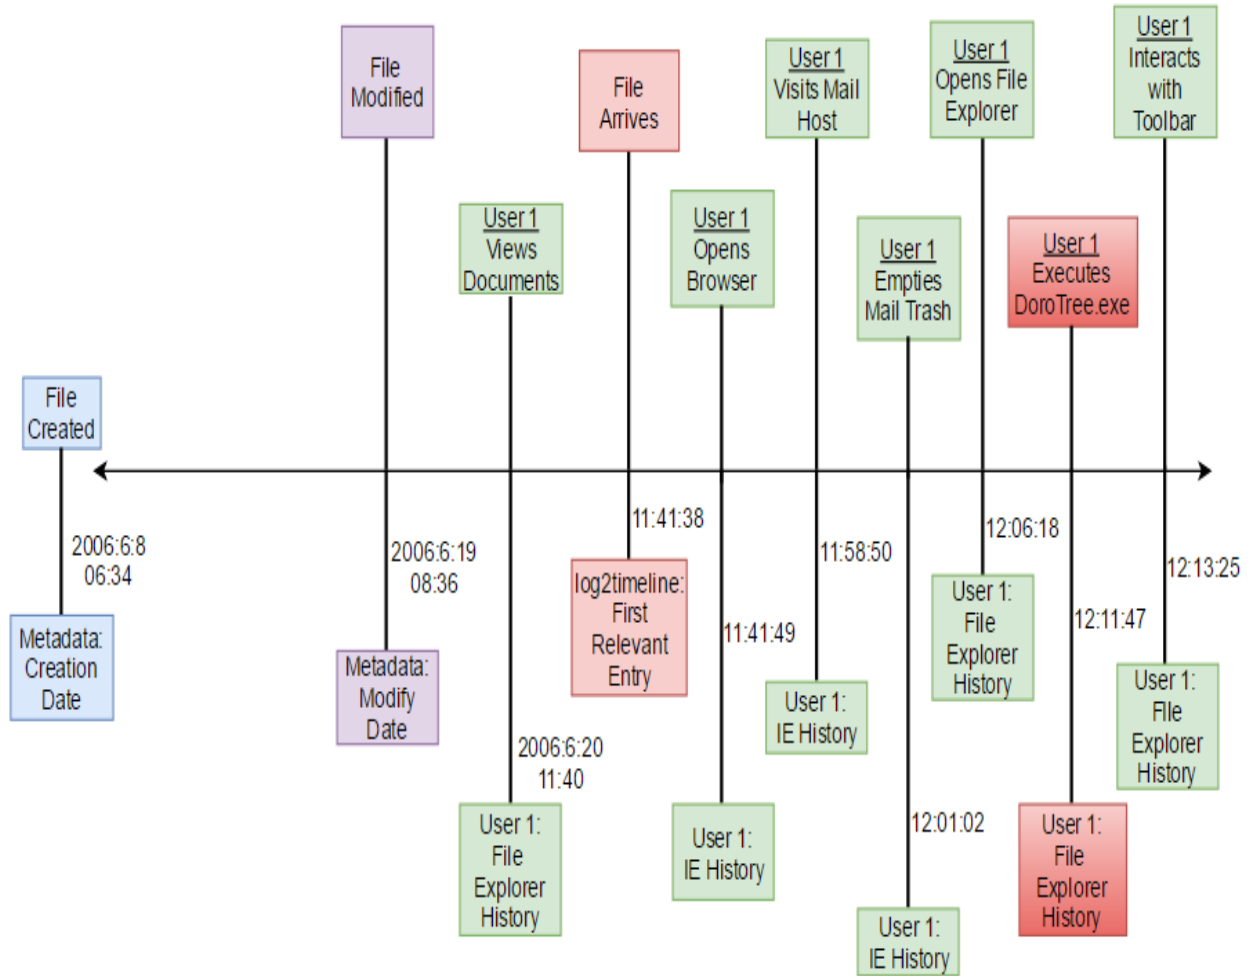 File
Created
2006:6:8
06:34
Metadata:
Creation
Date
File
Modified
2006:6:19
08:36
Metadata:
Modify
Date
User 1
Views
Documents
2006:6:20
11:40
User 1:
File
Explorer
History
File
Arrives
11:41:38
log2timeline:
First
Relevant
Entry
User 1
Opens
Browser
11:41:49
User 1:
IE History
User 1
Visits Mail
Host
11:58:50
User 1:
IE History
User 1
Empties
Mail Trash
12:01:02
User 1:
IE History
User 1
Opens File
Explorer
12:06:18
User 1:
File
Explorer
History
User 1
Executes
DoroTree.exe
12:11:47
User 1:
File
Explorer
History
User 1
Interacts
with
Toolbar
12:13:25
User 1:
FIle
Explorer
History